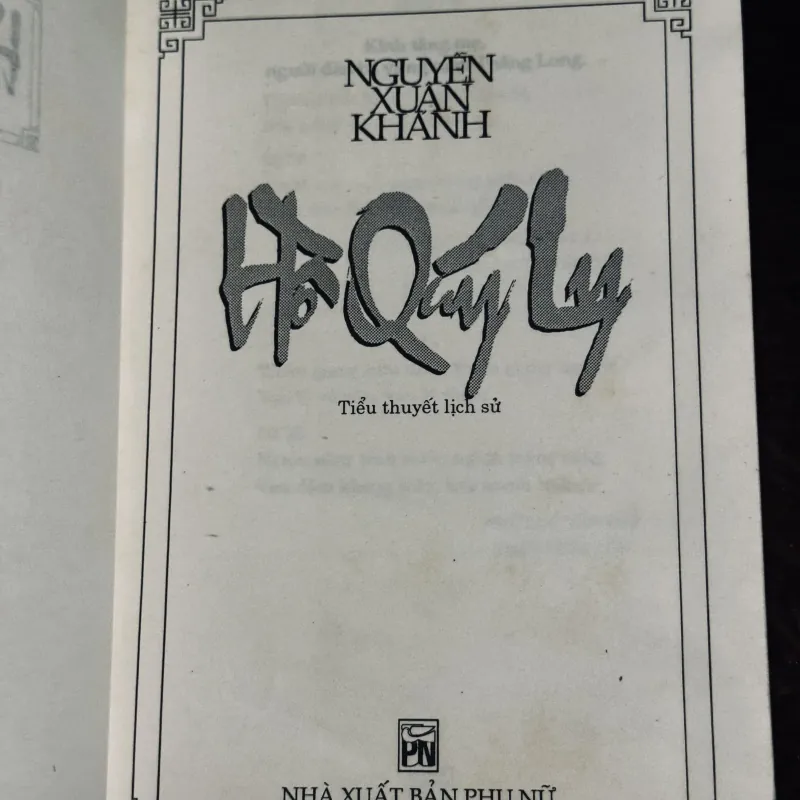 NGUYỄN
XUÂN
KHÁNH
Hồ Quý Ly
Tiểu thuyết lịch sử
PN
NHÀ XUẤT BẢN PHỤ NỮ